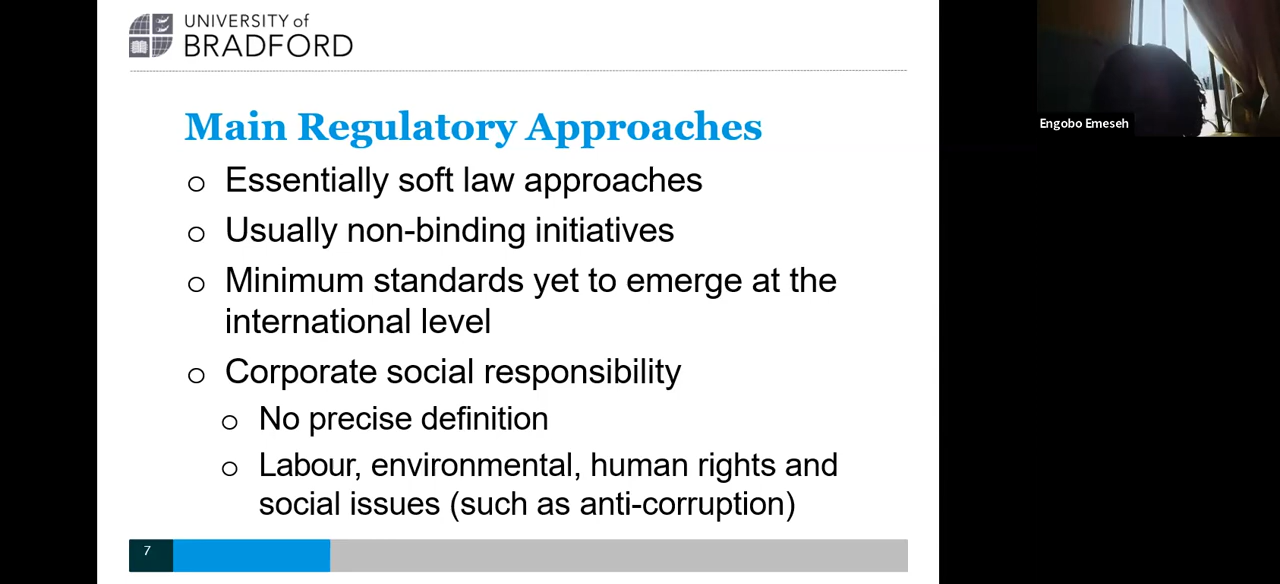 UNIVERSITY of
BRADFORD
Engobo Emeseh
Main Regulatory Approaches
o Essentially soft law approaches
o Usually non-binding initiatives
o Minimum standards yet to emerge at the
international level
o Corporate social responsibility
o No precise definition
o Labour, environmental, human rights and
social issues (such as anti-corruption)
7